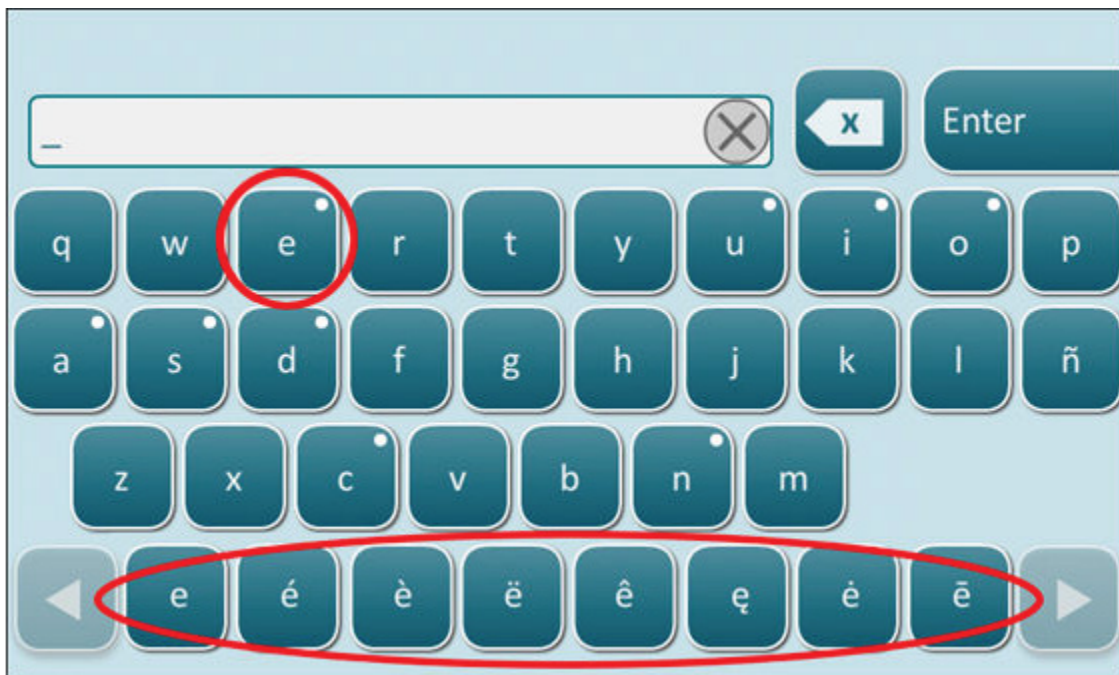 _
x Enter
q w e r t y u i o p
a s d f g h j k l ñ
z x c v b n m
e é è ë ê ę ė ē